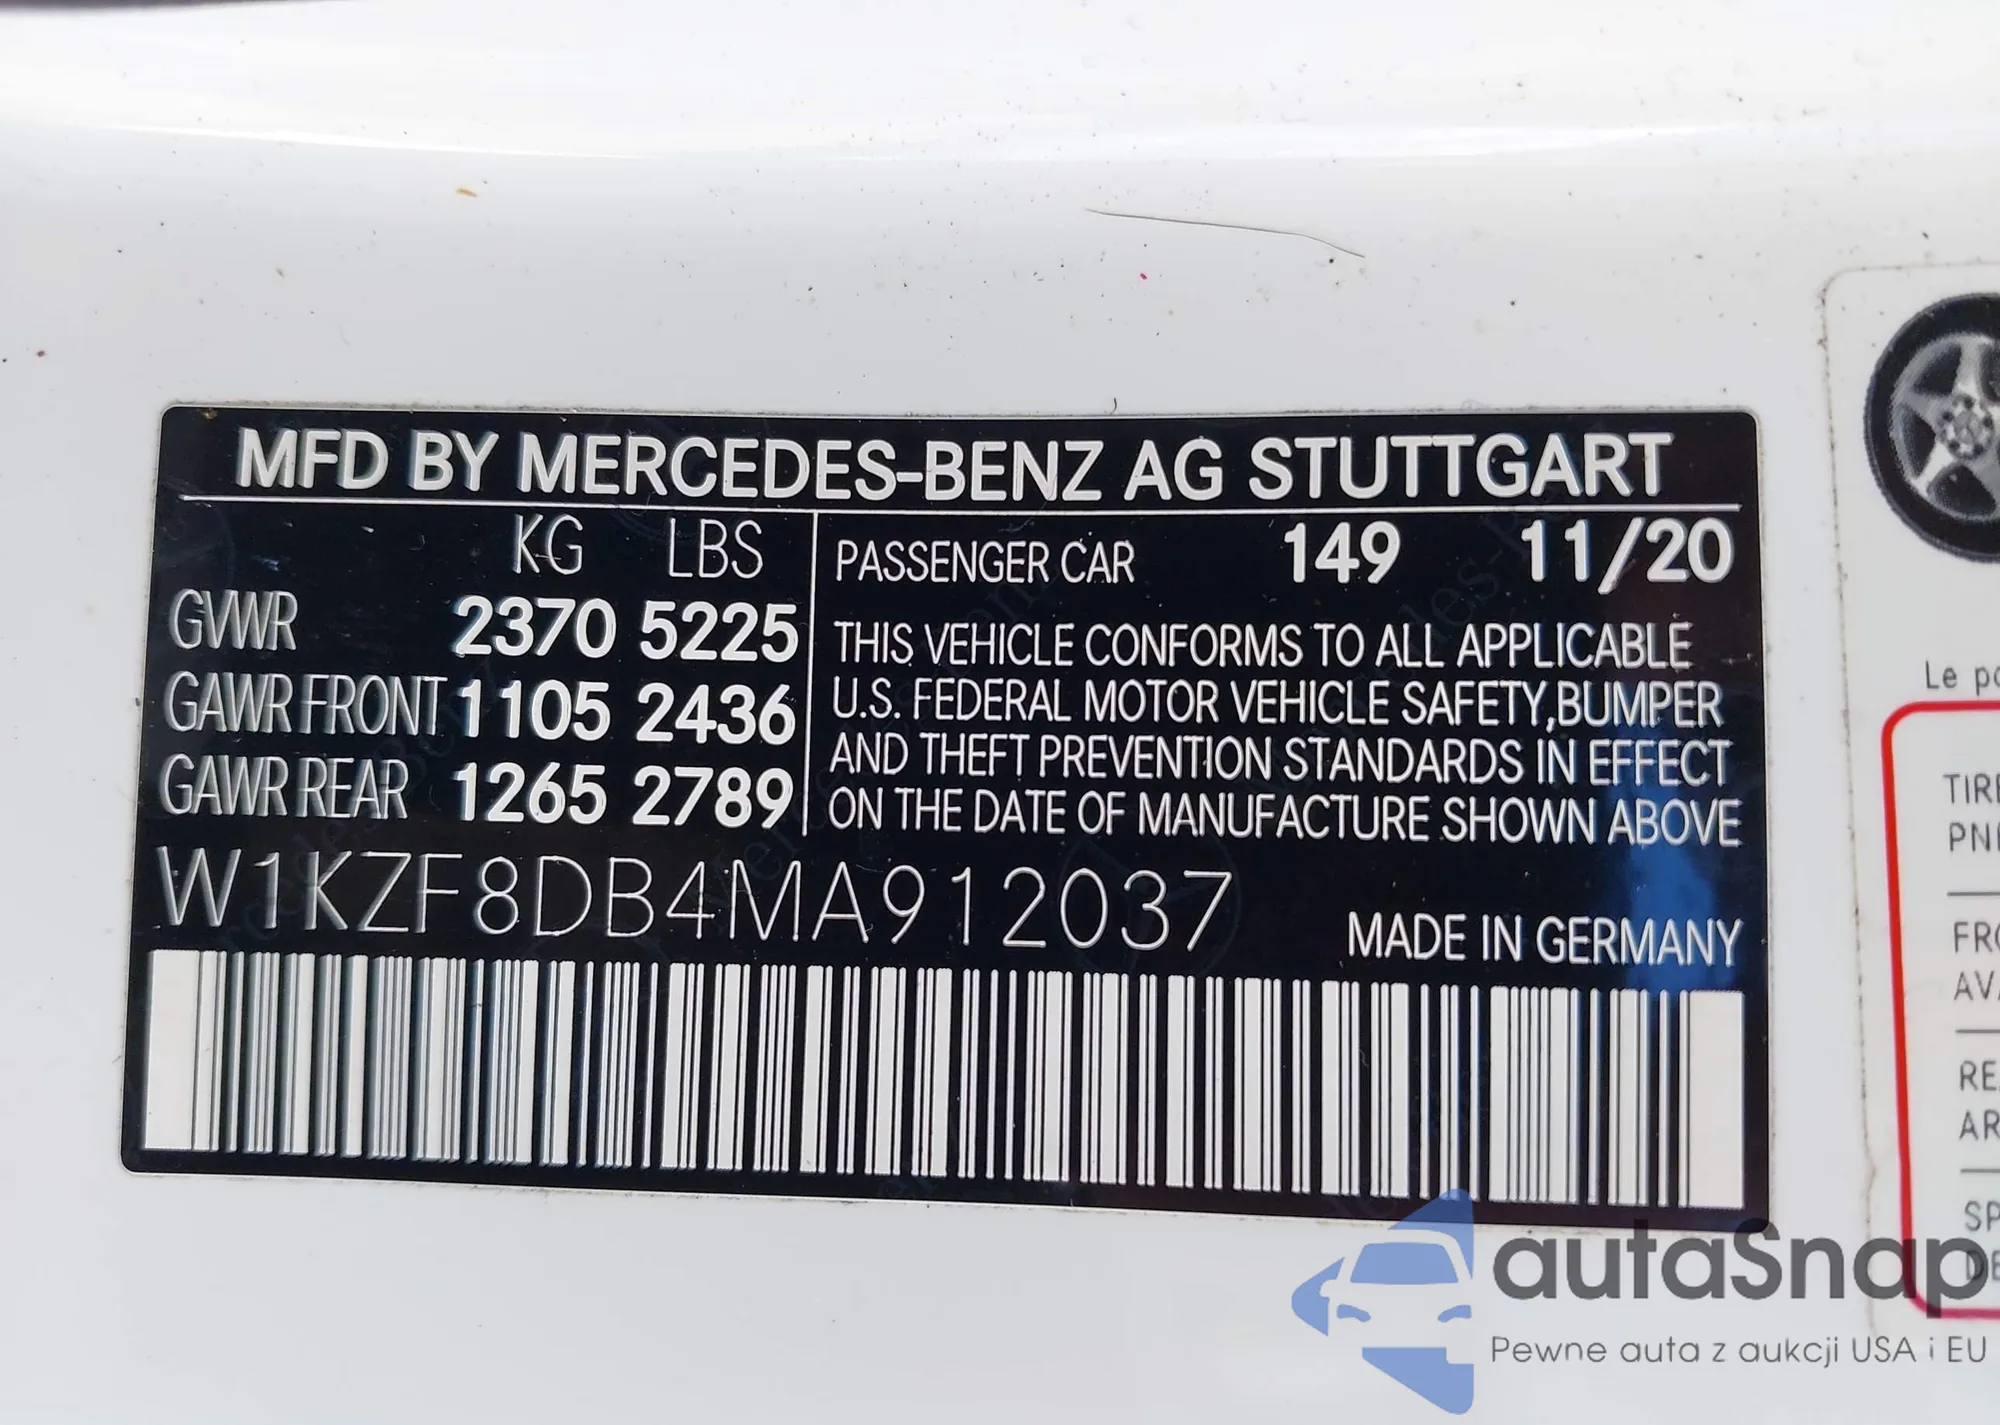 MFD BY MERCEDES-BENZ AG STUTTGART
KG LBS
GVWR 2370 5225
GAWR FRONT 1105 2436
GAWR REAR 1265 2789
PASSENGER CAR 149 11/20
THIS VEHICLE CONFORMS TO ALL APPLICABLE
U.S. FEDERAL MOTOR VEHICLE SAFETY,BUMPER
AND THEFT PREVENTION STANDARDS IN EFFECT
ON THE DATE OF MANUFACTURE SHOWN ABOVE
W1KZF8DB4MA912037
MADE IN GERMANY
Le
autaSnap
Pewne auta z aukcji USA i EU